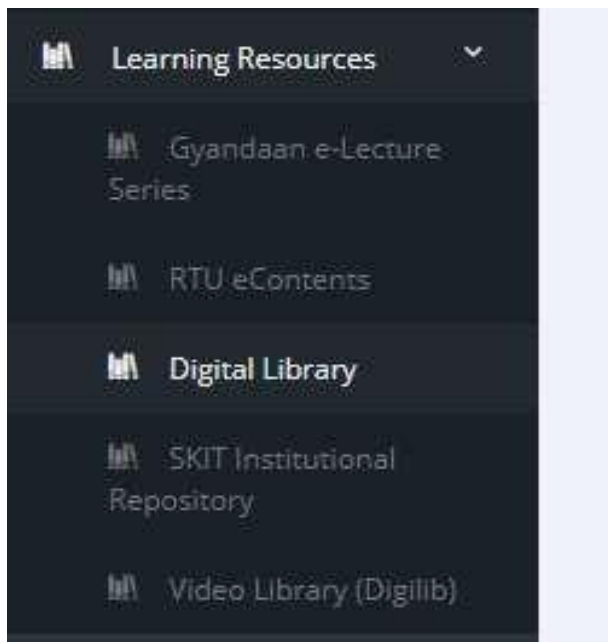 Learning Resources
Gyandaan e-Lecture
Series
RTU eContents
Digital Library
SKIT Institutional
Repository
Video Library (Digilib)